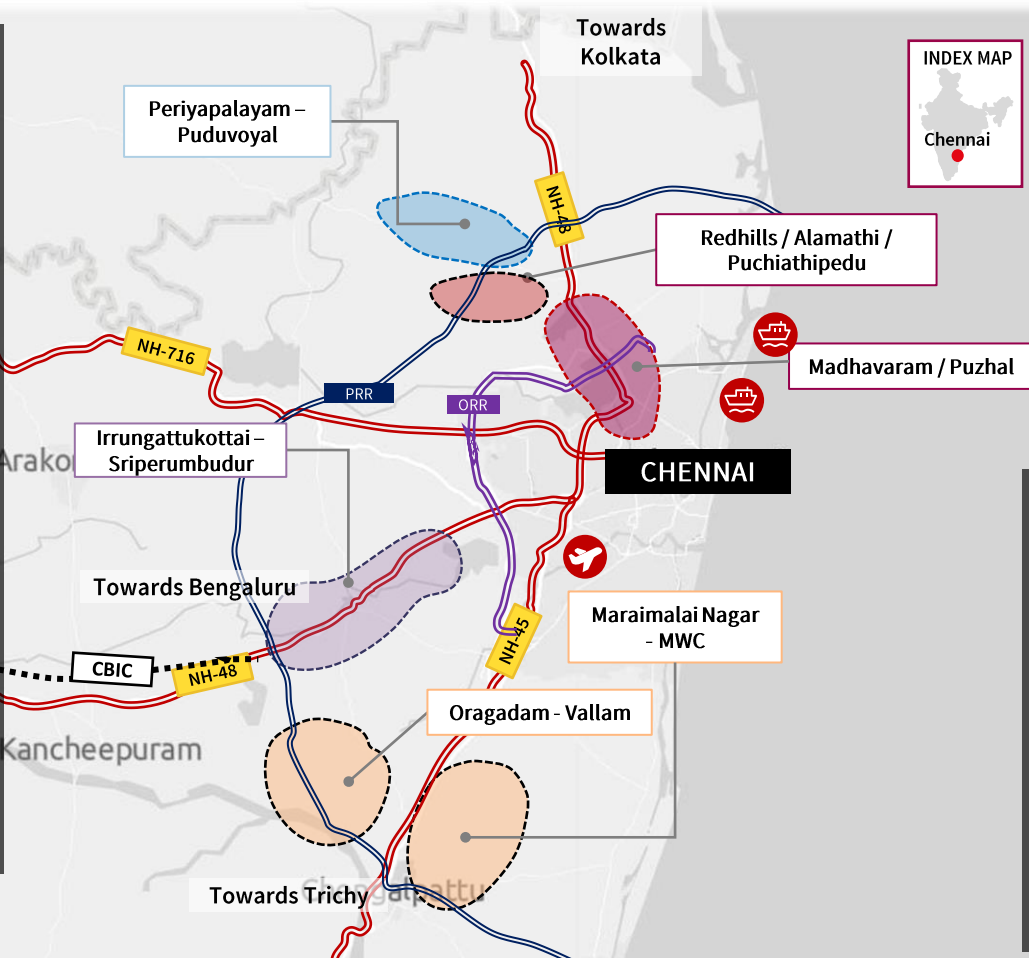 Towards
Kolkata
INDEX MAP
Chennai
Periyapalayam –
Puduvoyal
NH-48
Redhills / Alamathi /
Puchiathipedu
NH-716
Madhavaram / Puzhal
PRR
ORR
Irrungattukottai –
Sriperumbudur
CHENNAI
Towards Bengaluru
Maraimalai Nagar
- MWC
NH-45
CBIC
NH-48
Oragadam - Vallam
Kancheepuram
Towards Trichy
Chengalpattu